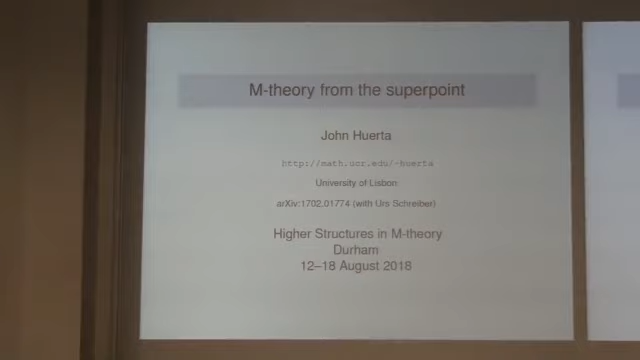 M-theory from the superpoint
John Huerta
http://math.ucr.edu/~huerta
University of Lisbon
arXiv:1702.01774 (with Urs Schreiber)
Higher Structures in M-theory
Durham
12–18 August 2018